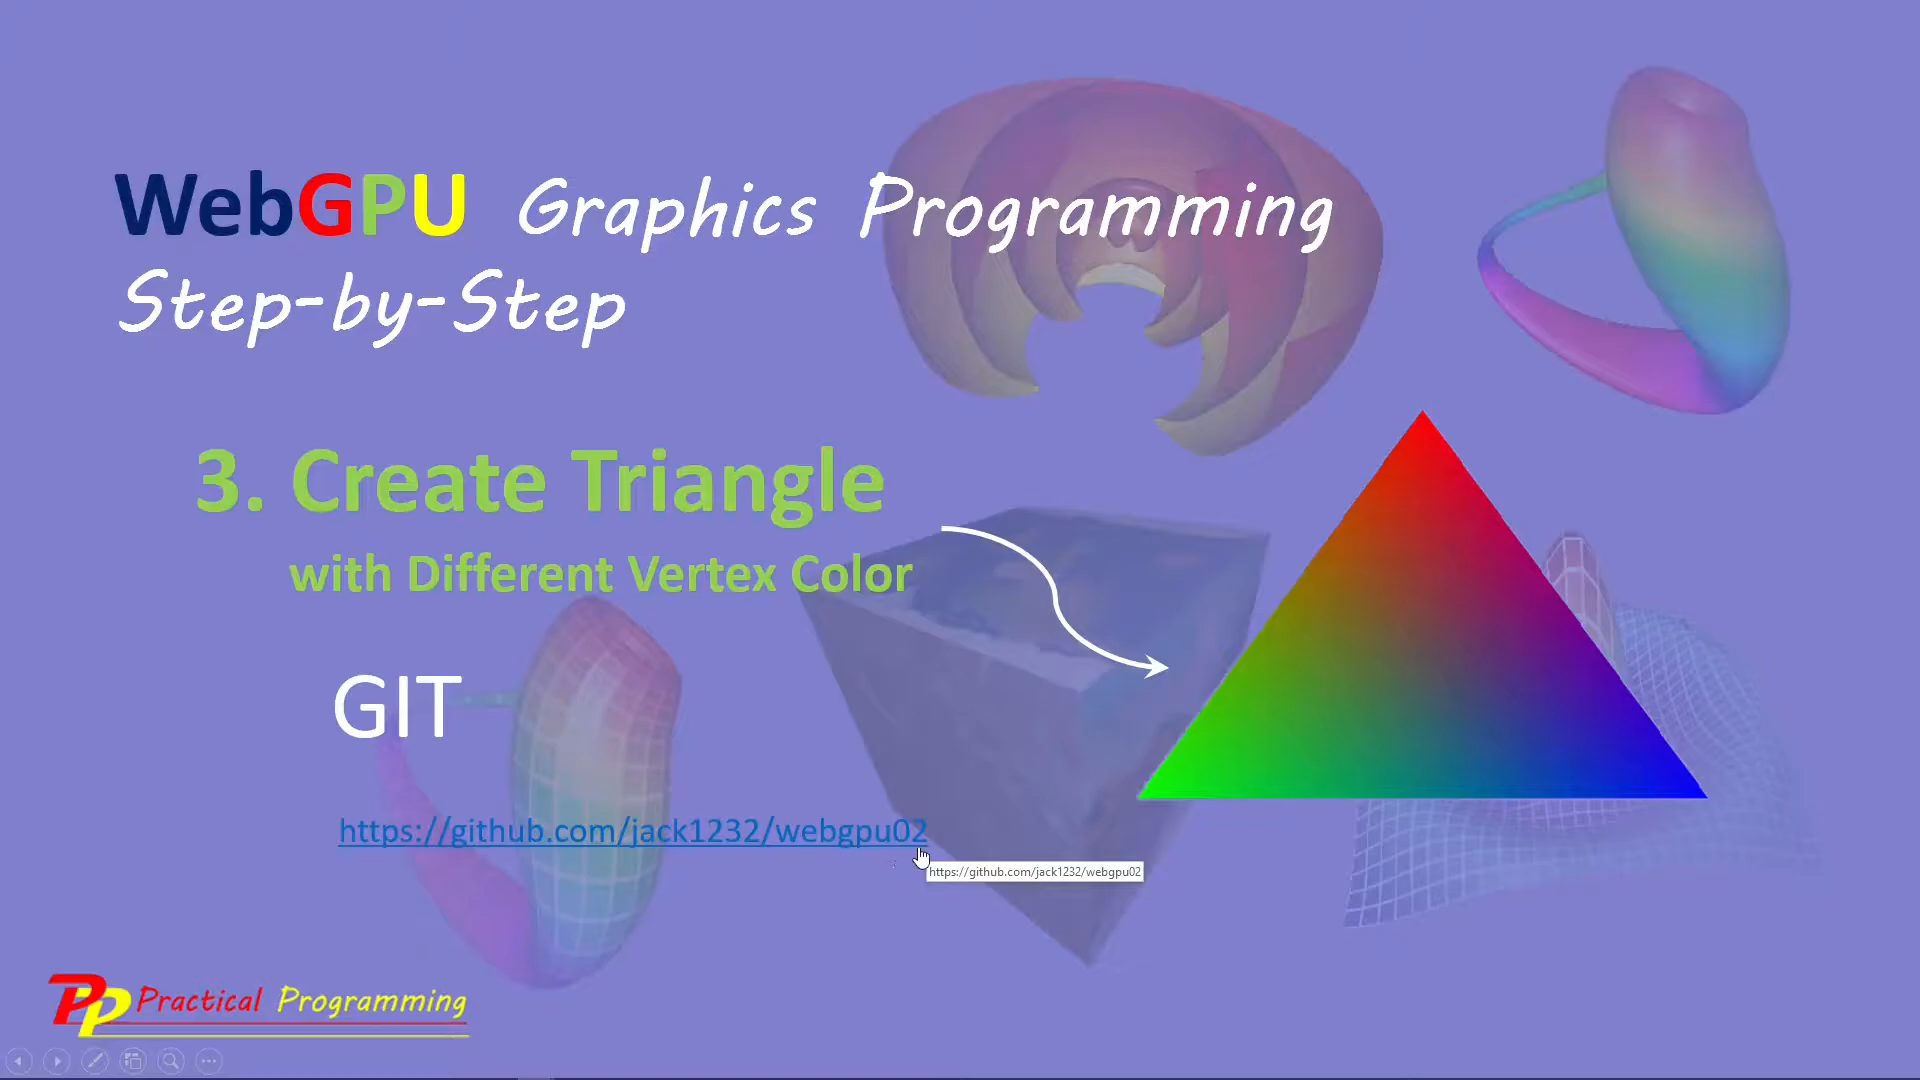 WebGPU Graphics Programming
Step-by-Step
3. Create Triangle
with Different Vertex Color
GIT
https://github.com/jack1232/webgpu02
https://github.com/jack1232/webgpu02
PP Practical Programming